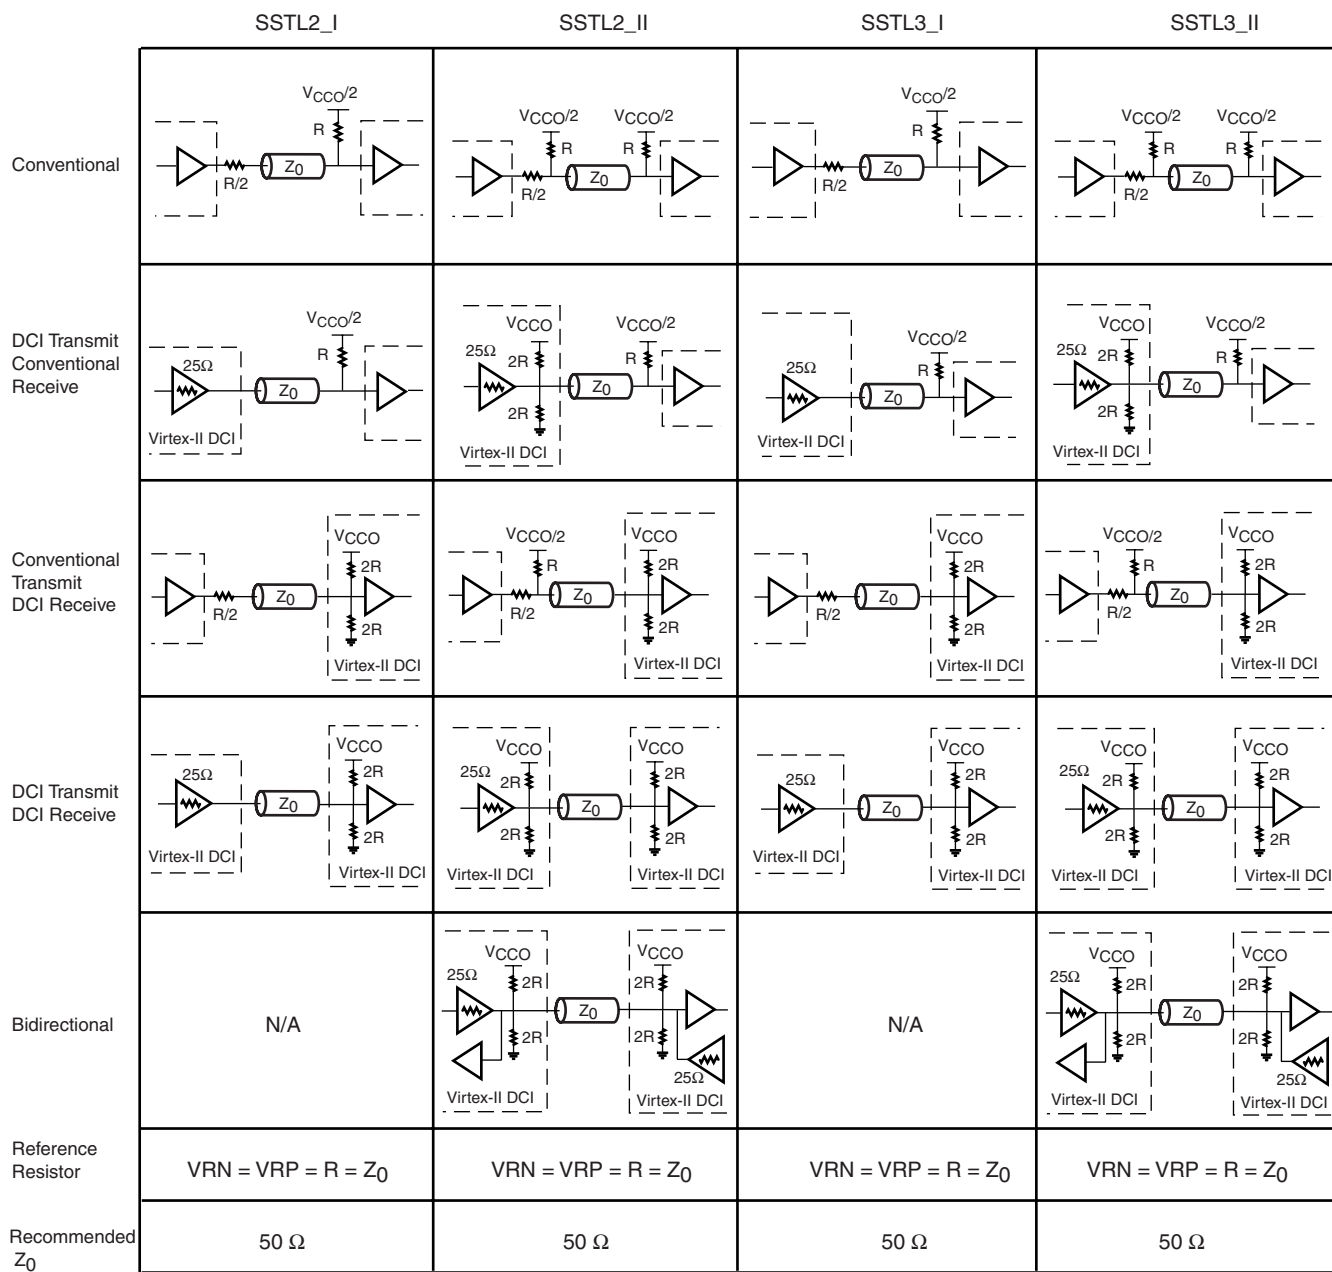 SSTL2_I SSTL2_II SSTL3_I SSTL3_II
Conventional
VCCO/2
R
Z0
R/2
VCCO/2 VCCO/2
R R
Z0
R/2
VCCO/2
R
Z0
R/2
VCCO/2 VCCO/2
R R
Z0
R/2
DCI Transmit
Conventional
Receive
VCCO/2
R
25Ω
Z0
Virtex-II DCI
VCCO VCCO/2
25Ω
2R R
Z0
2R
Virtex-II DCI
VCCO/2
25Ω R
Z0
Virtex-II DCI
VCCO VCCO/2
25Ω 2R R
Z0
2R
Virtex-II DCI
Conventional
Transmit
DCI Receive
VCCO
2R
Z0
R/2 2R
Virtex-II DCI
VCCO/2 VCCO
R 2R
Z0
R/2 2R
Virtex-II DCI
VCCO
2R
Z0
R/2 2R
Virtex-II DCI
VCCO/2 VCCO
R 2R
Z0
R/2 2R
Virtex-II DCI
DCI Transmit
DCI Receive
VCCO
25Ω 2R
Z0
2R
Virtex-II DCI
Virtex-II DCI
VCCO VCCO
25Ω 2R 2R
Z0
2R 2R
Virtex-II DCI Virtex-II DCI
VCCO
25Ω 2R
Z0
2R
Virtex-II DCI
Virtex-II DCI
VCCO VCCO
25Ω 2R 2R
Z0
2R 2R
Virtex-II DCI Virtex-II DCI
Bidirectional
N/A
VCCO VCCO
25Ω 2R 2R
Z0
2R 2R
25Ω
Virtex-II DCI Virtex-II DCI
N/A
VCCO VCCO
25Ω 2R 2R
Z0
2R 2R
25Ω
Virtex-II DCI Virtex-II DCI
Reference
Resistor
VRN = VRP = R = Z0 VRN = VRP = R = Z0 VRN = VRP = R = Z0 VRN = VRP = R = Z0
Recommended
Z0
50 Ω 50 Ω 50 Ω 50 Ω